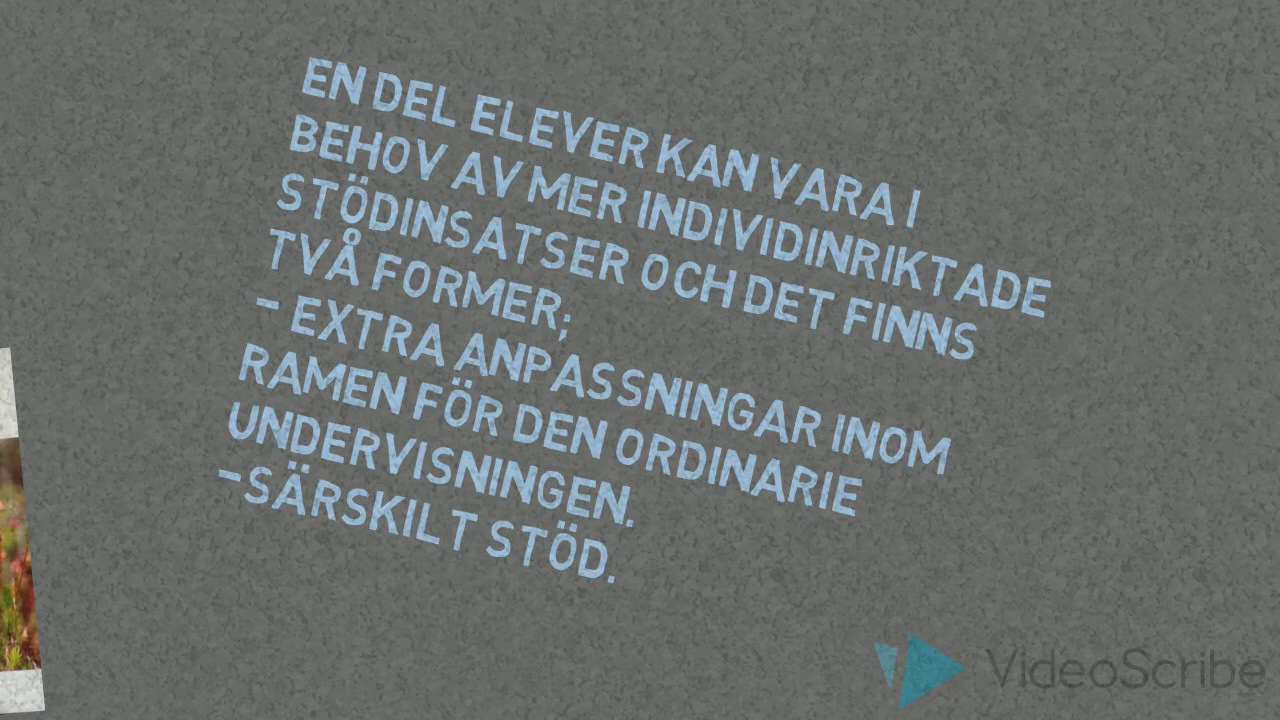 EN DEL ELEVER KAN VARA I
BEHOV AV MER INDIVIDINRIKTADE
STÖDINSATSER OCH DET FINNS
TVÅ FORMER;
- EXTRA ANPASSNINGAR INOM
RAMEN FÖR DEN ORDINARIE
UNDERVISNINGEN.
-SÄRSKILT STÖD.
VideoScribe